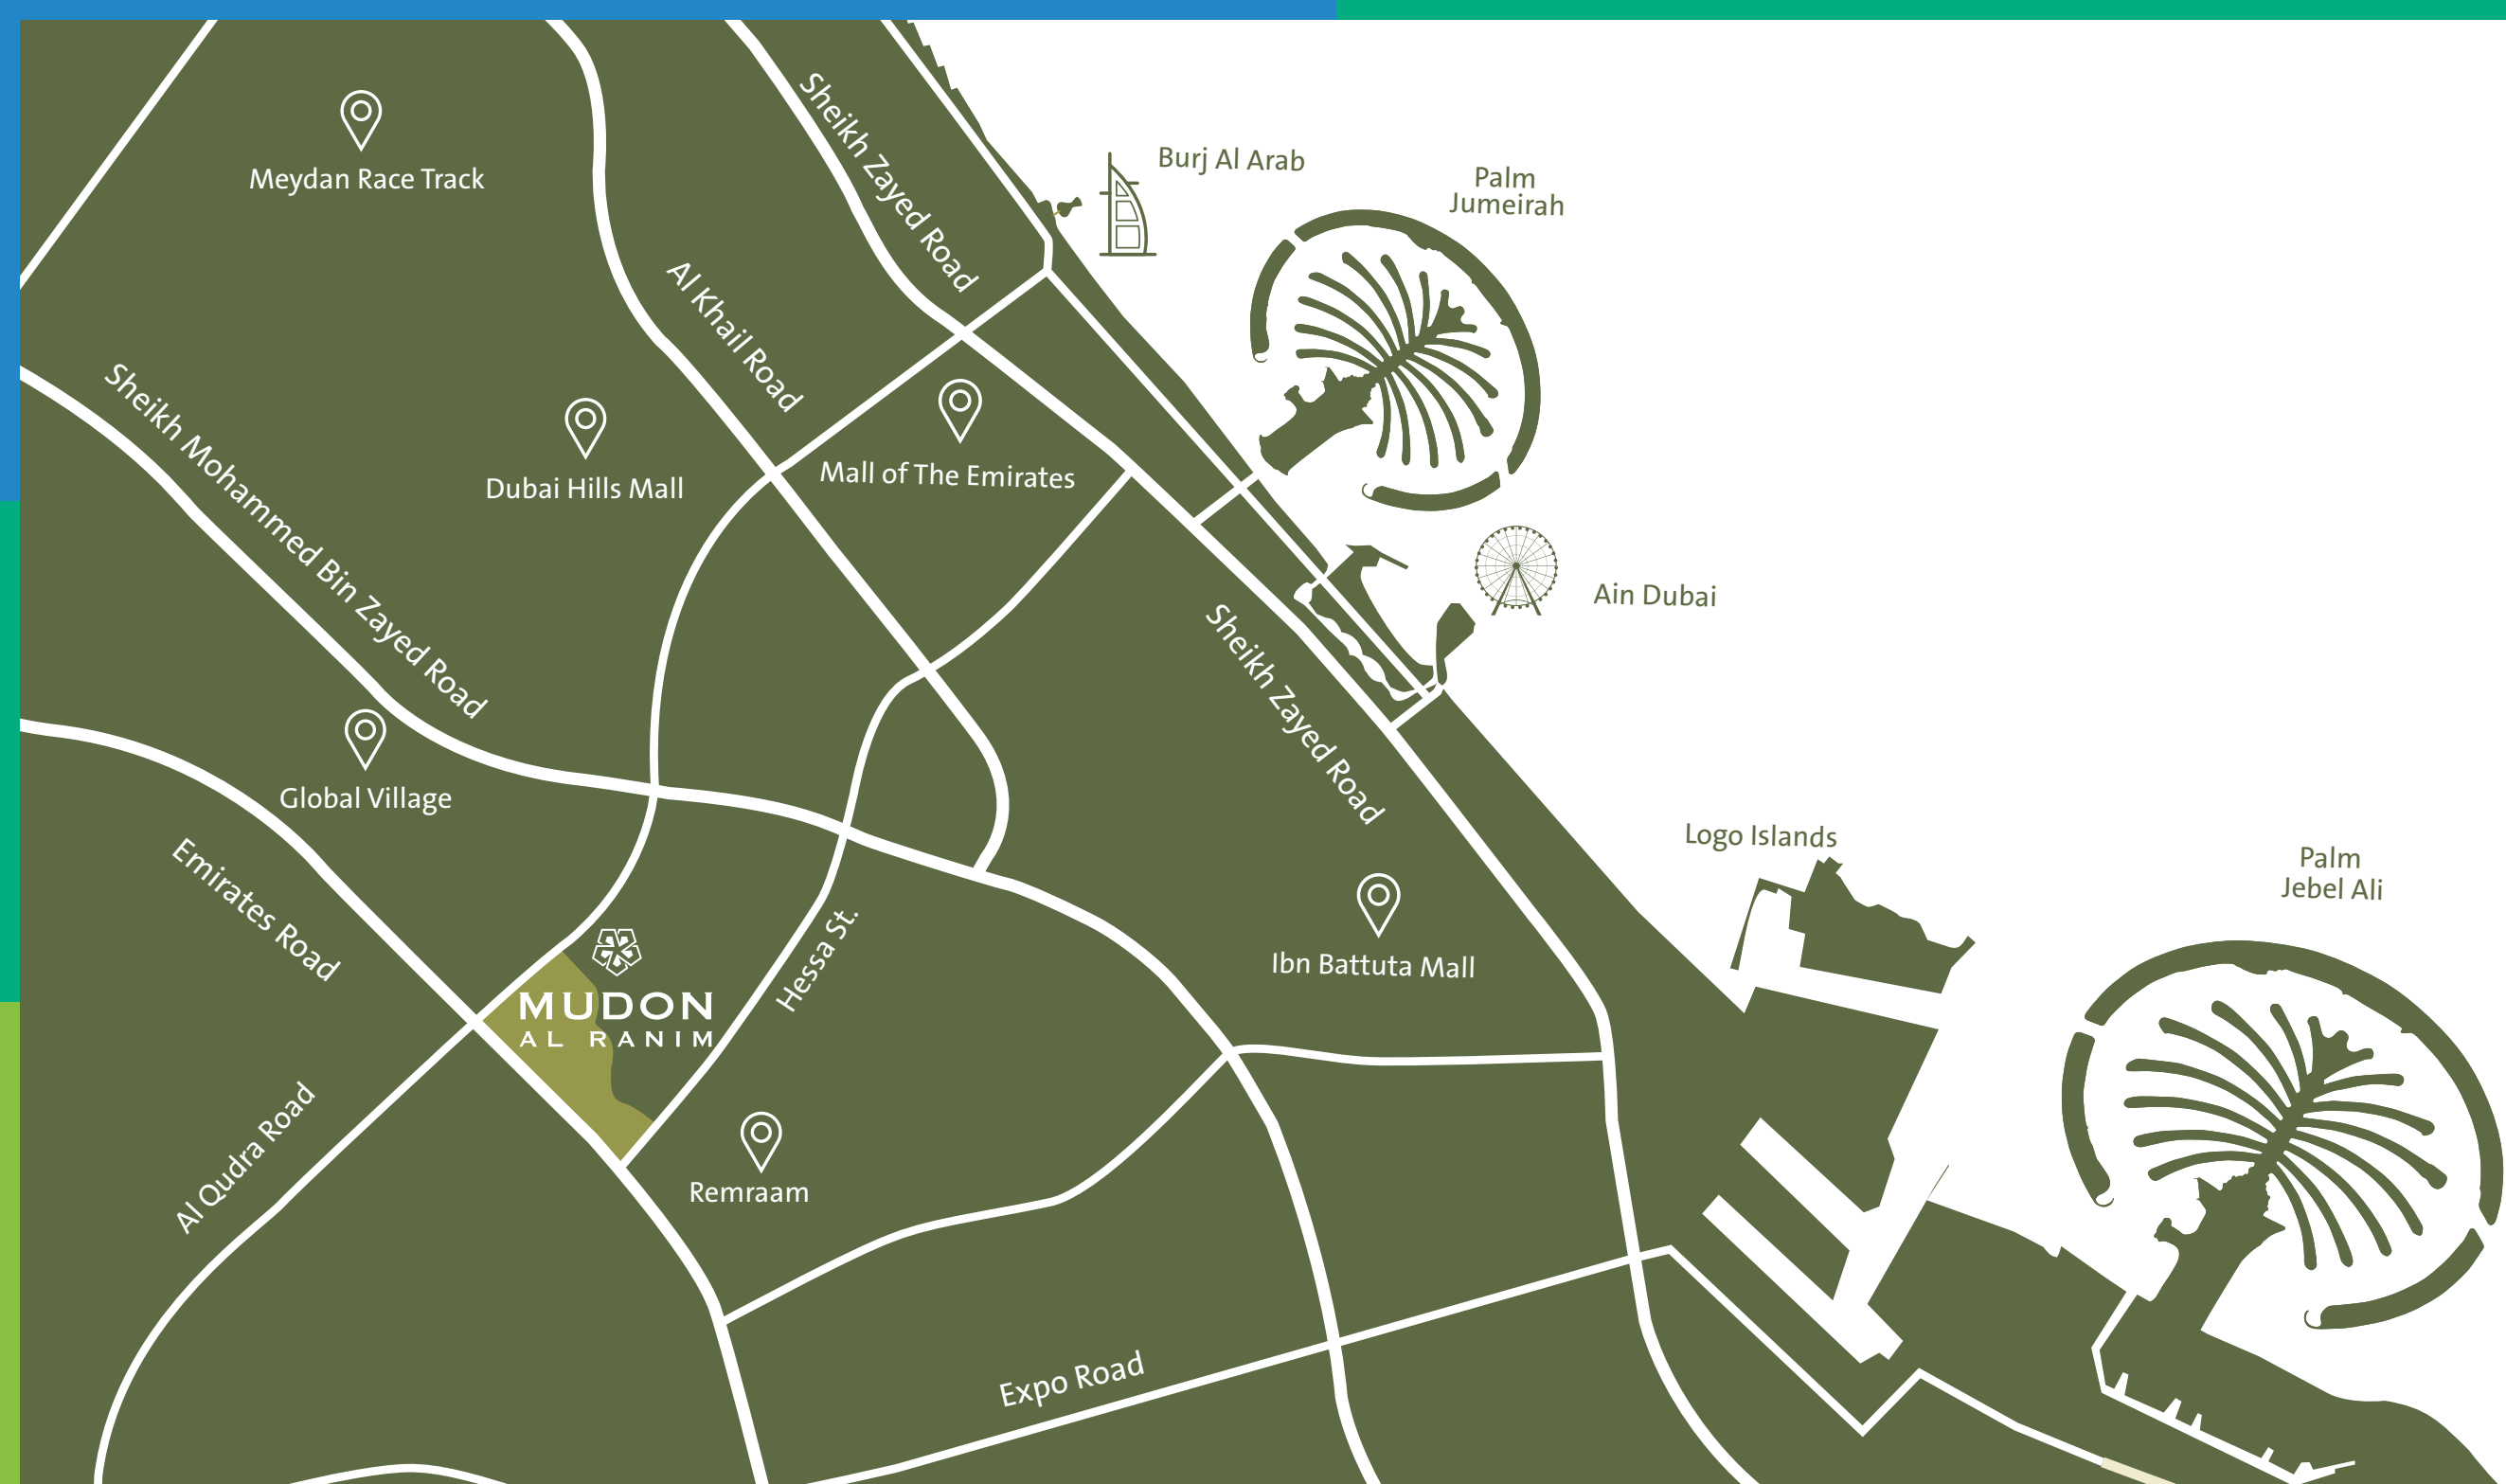 Meydan Race Track
Sheikh Zayed Road
Burj Al Arab
Palm
Jumeirah
Al Khail Road
Sheikh Mohammed Bin Zayed Road
Dubai Hills Mall
Mall of The Emirates
Ain Dubai
Sheikh Zayed Road
Global Village
Emirates Road
Logo Islands
Palm
Jebel Ali
Hessa St.
Ibn Battuta Mall
MUDON
AL RANIM
Al Qudra Road
Remraam
Expo Road